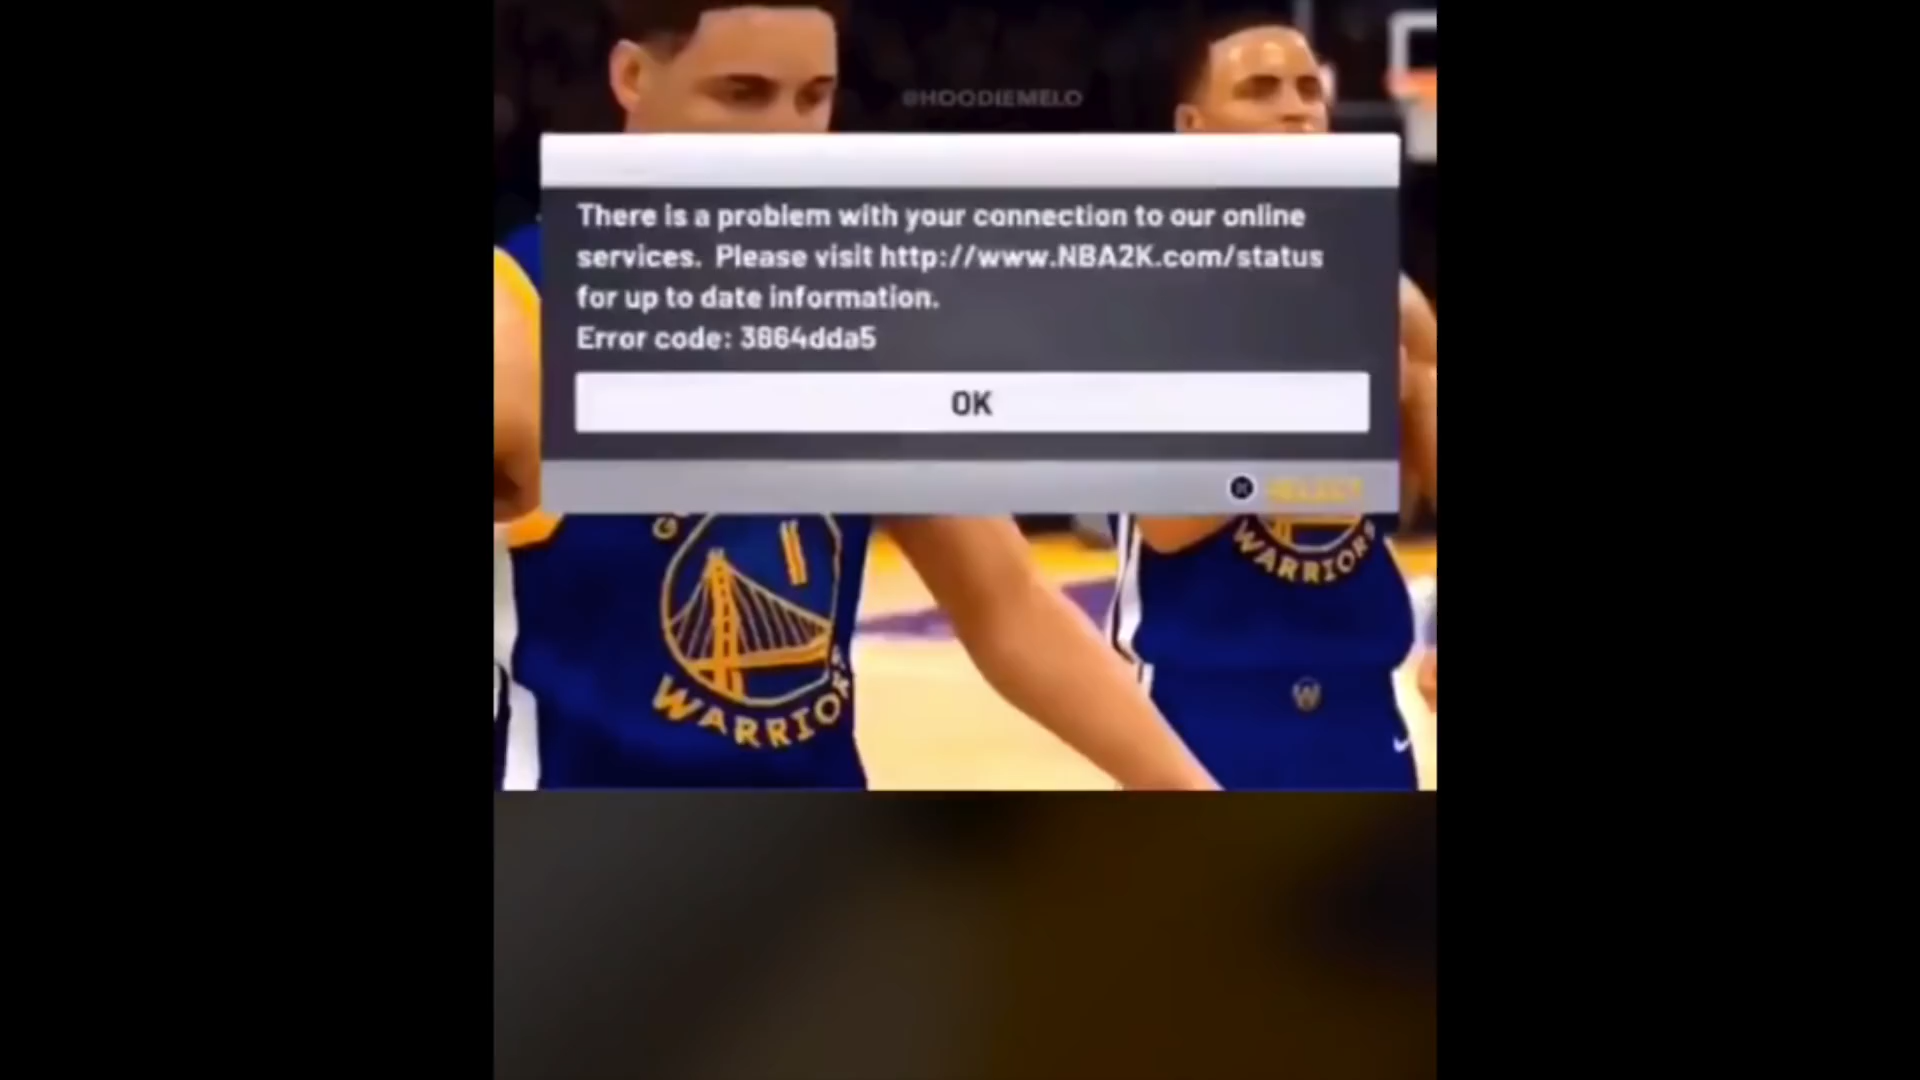 @HOODIEMELO
There is a problem with your connection to our online
services. Please visit http://www.NBA2K.com/status
for up to date information.
Error code: 3864dda5
OK
SELECT
WARRIORS
WARRIORS